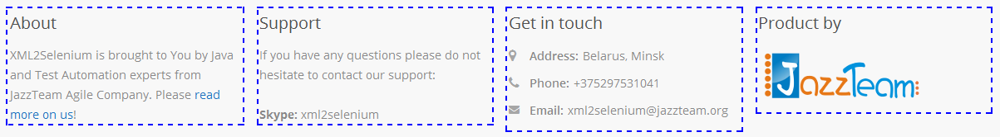 About
XML2Selenium is brought to You by Java
and Test Automation experts from
JazzTeam Agile Company. Please read
more on us!
Support
If you have any questions please do not
hesitate to contact our support:
Skype: xml2selenium
Get in touch
Address: Belarus, Minsk
Phone: +375297531041
Email: xml2selenium@jazzteam.org
Product by
JazzTeam